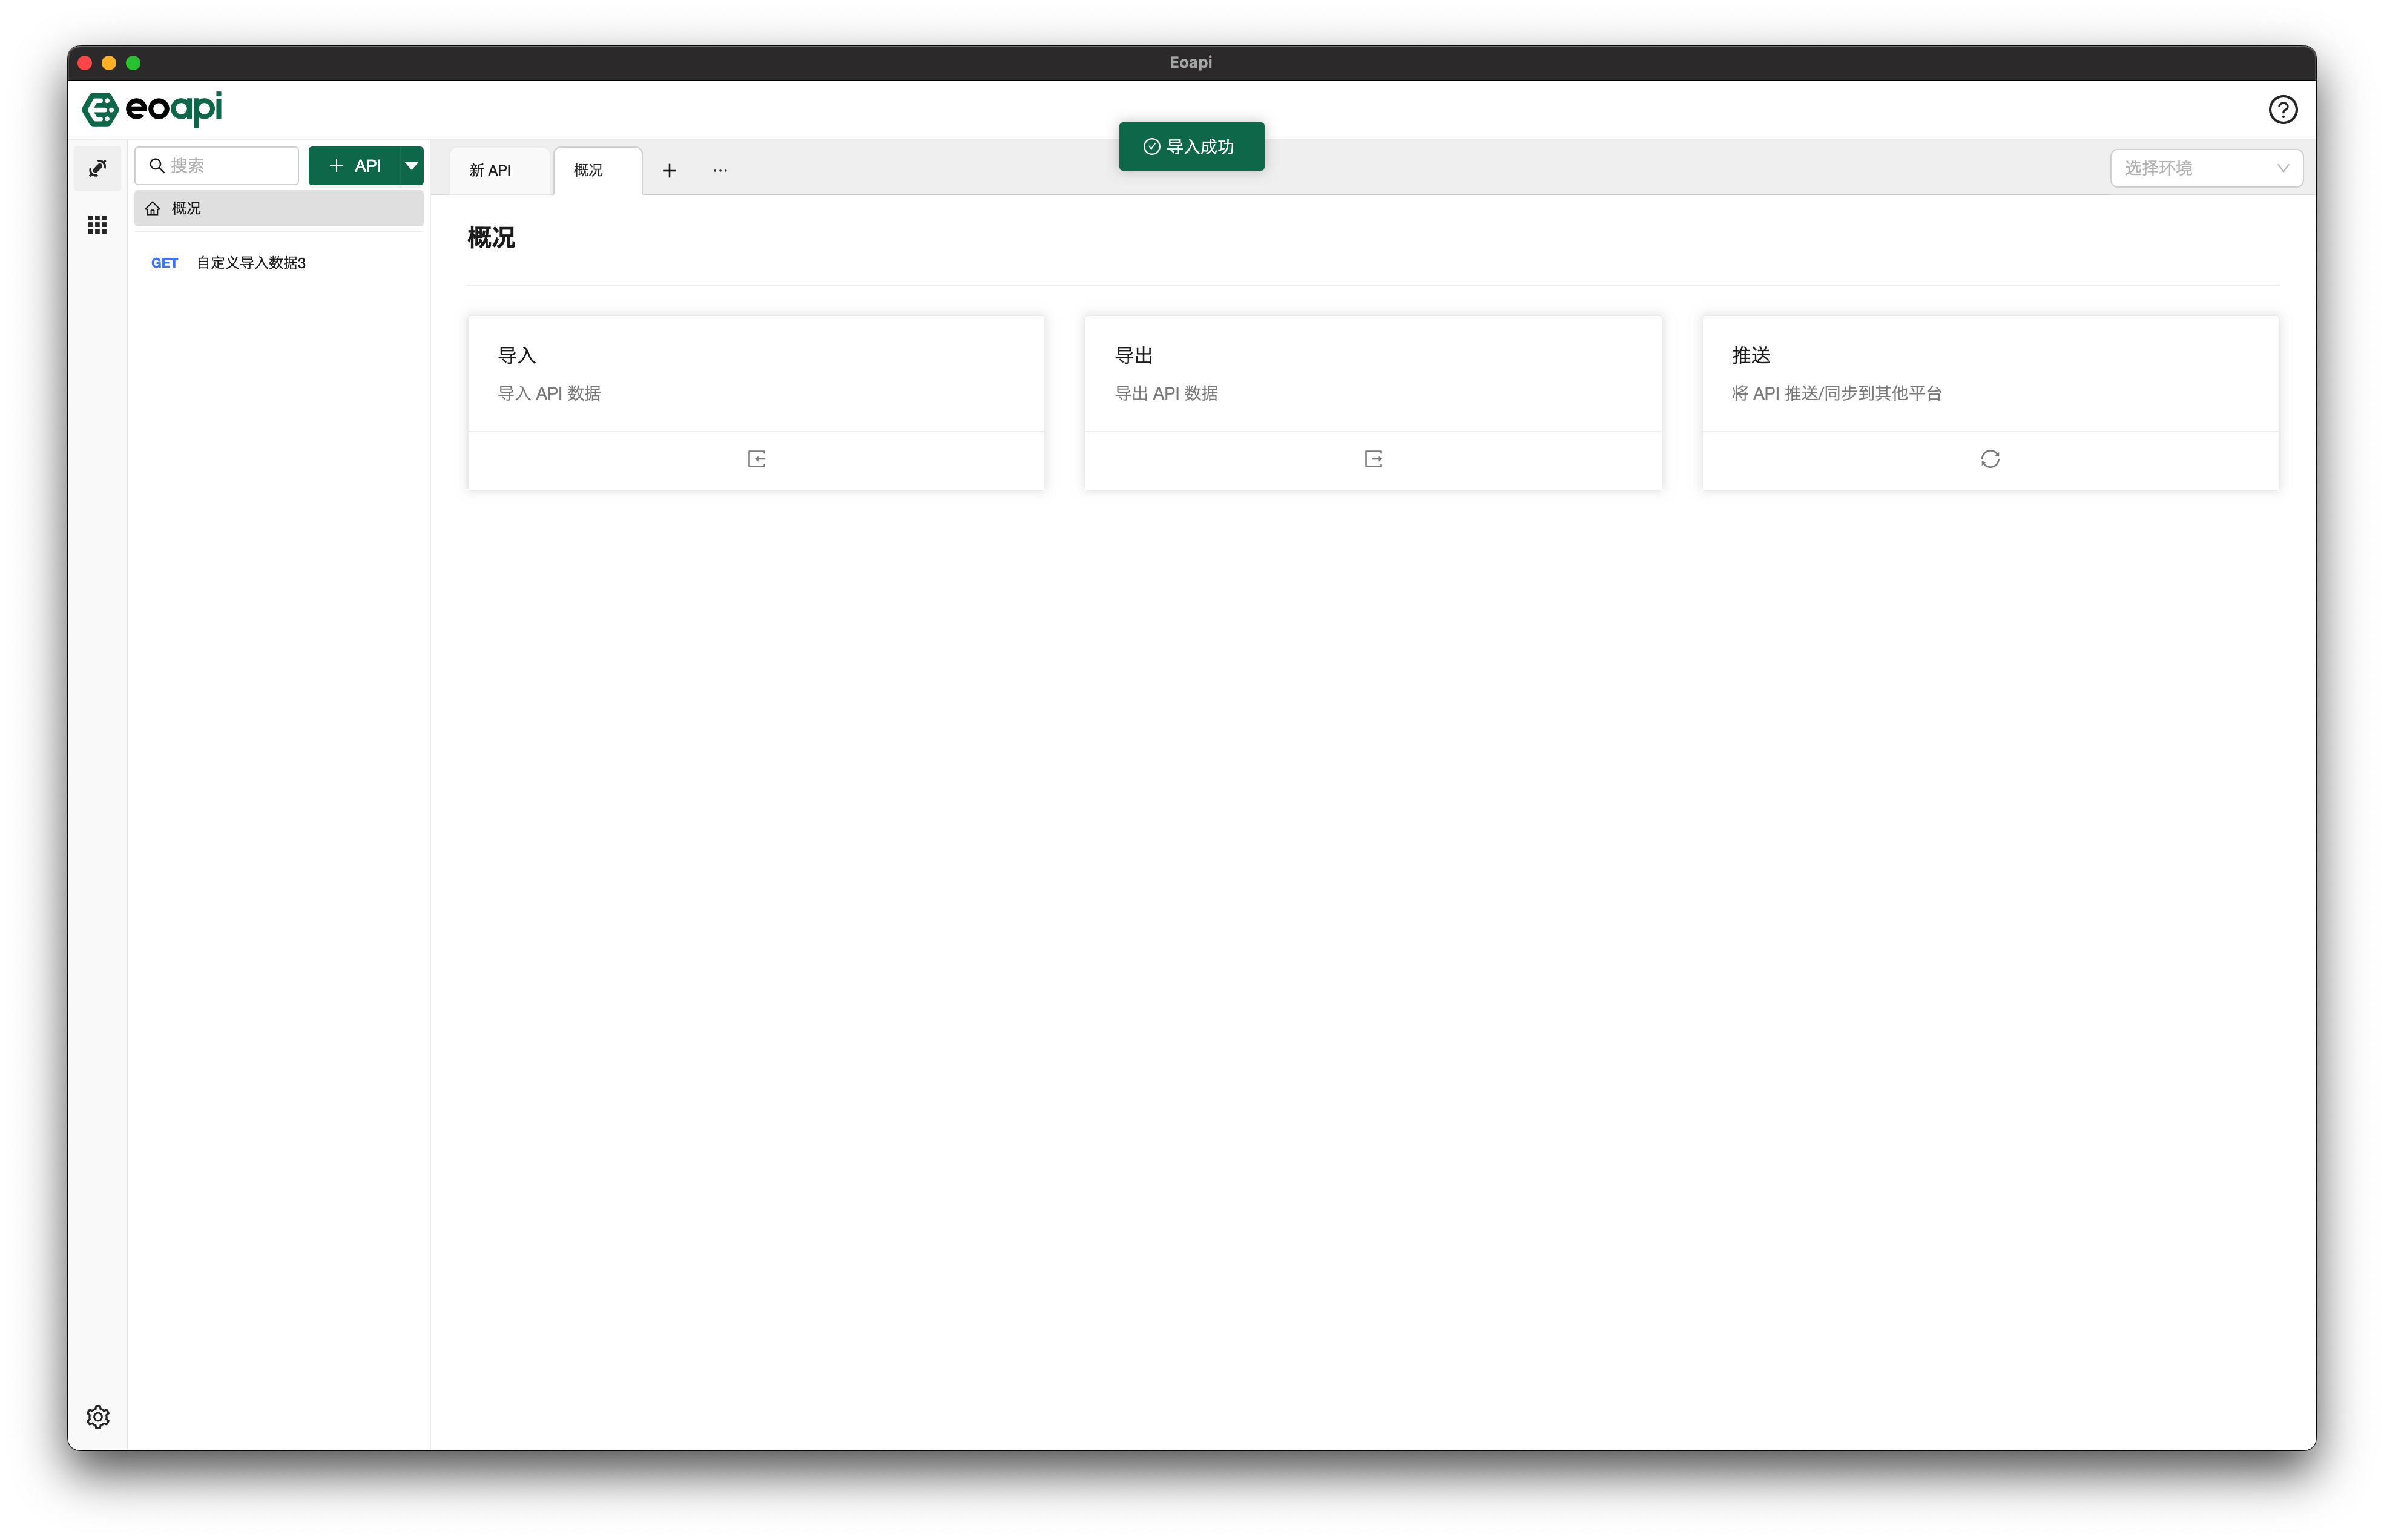 Eoapi
eoapi
导入成功
搜索
API
新 API
概况
选择环境
概况
GET 自定义导入数据3
概况
导入
导入 API 数据
导出
导出 API 数据
推送
将 API 推送/同步到其他平台